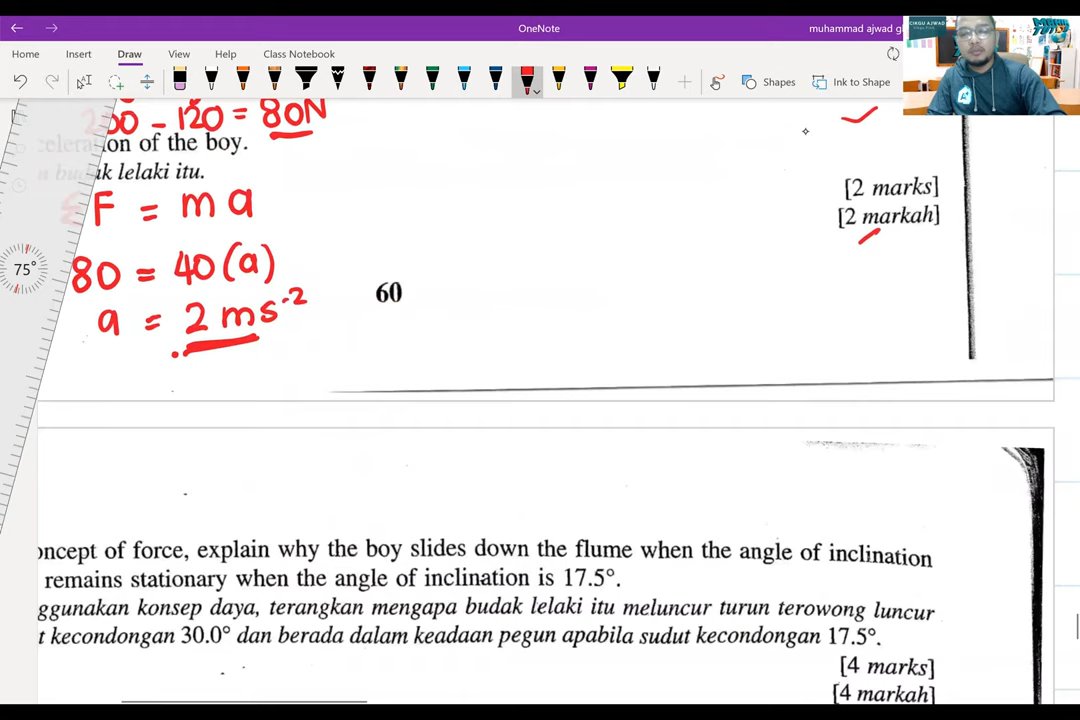 OneNote
muhammad ajwad
CIKGU AJWAD
Home Insert Draw View Help Class Notebook
Shapes Ink to Shape
- 120 = 80N
ion of the boy.
lelaki itu.
[2 marks]
F = ma
[2 markah]
75°
80 = 40(a)
60
a = 2 ms⁻²
oncept of force, explain why the boy slides down the flume when the angle of inclination
remains stationary when the angle of inclination is 17.5°.
ggunakan konsep daya, terangkan mengapa budak lelaki itu meluncur turun terowong luncur
t kecondongan 30.0° dan berada dalam keadaan pegun apabila sudut kecondongan 17.5°.
[4 marks]
[4 markah]